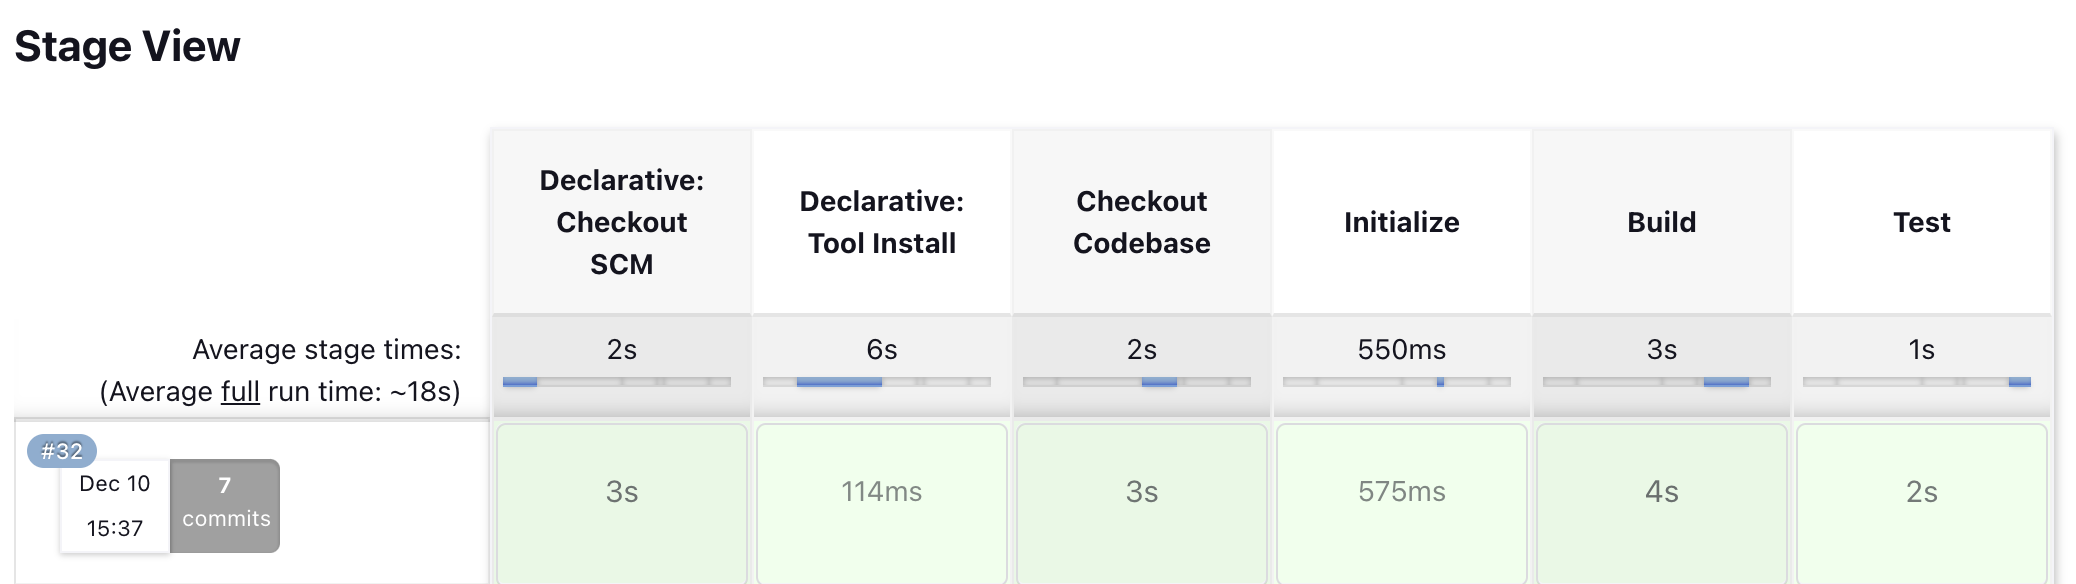 Stage View
Declarative:
Checkout
SCM
Declarative:
Tool Install
Checkout
Codebase
Initialize
Build
Test
Average stage times:
(Average full run time: ~18s)
2s
6s
2s
550ms
3s
1s
#32
Dec 10
15:37
7
commits
3s
114ms
3s
575ms
4s
2s